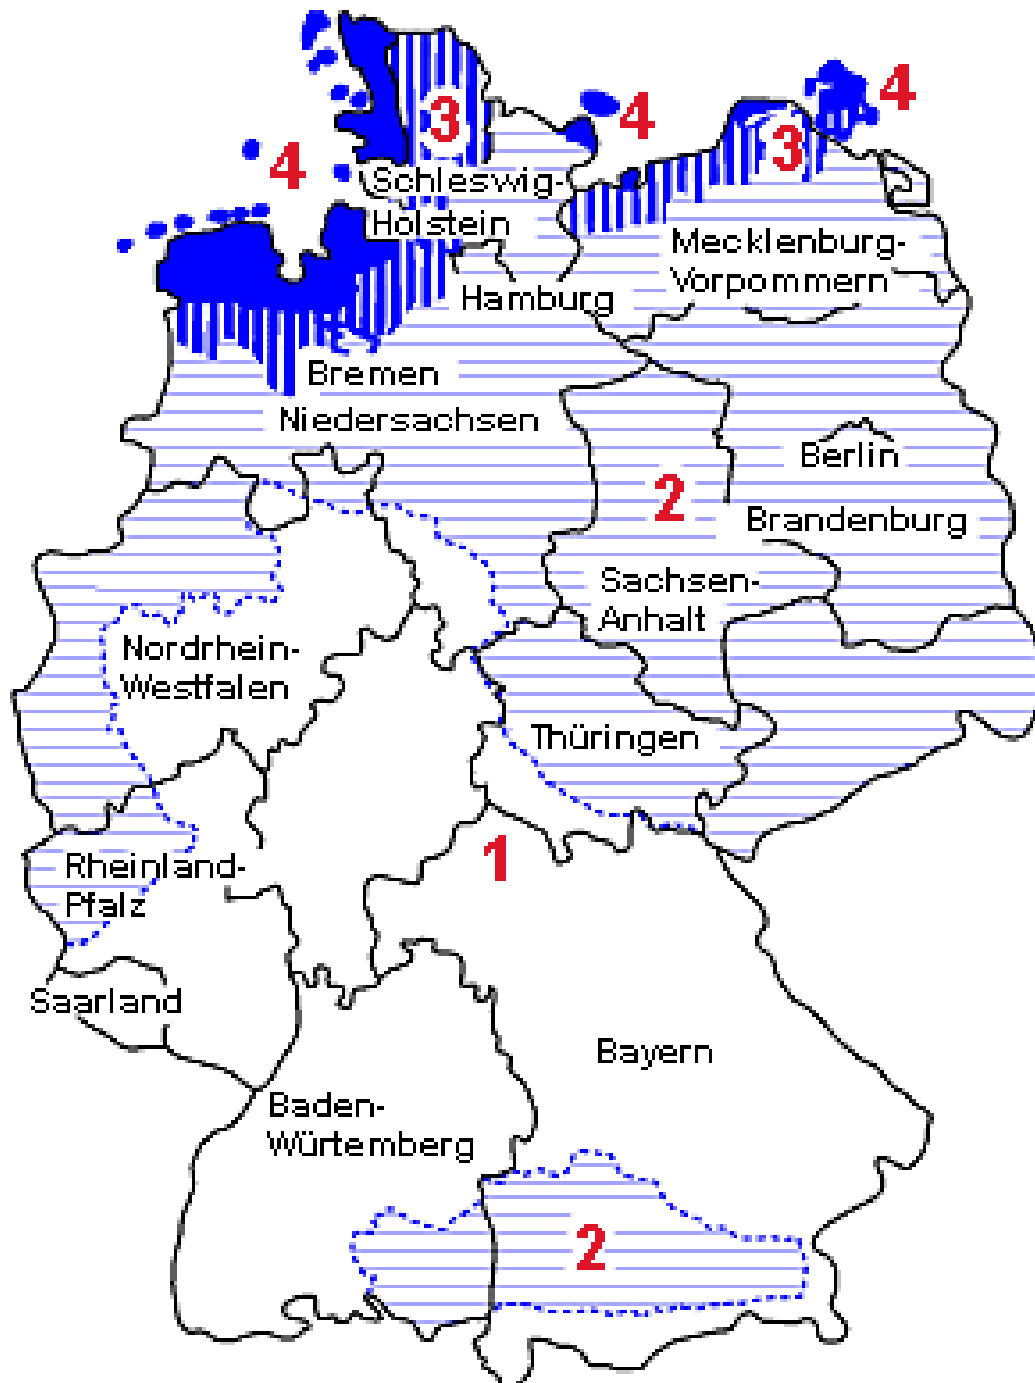 4
3
4
3
4
Schleswig-
Holstein
Mecklenburg-
Vorpommern
Hamburg
Bremen
Niedersachsen
Berlin
2
Brandenburg
Sachsen-
Anhalt
Nordrhein-
Westfalen
Thüringen
1
Rheinland-
Pfalz
Saarland
Bayern
Baden-
Würtemberg
2